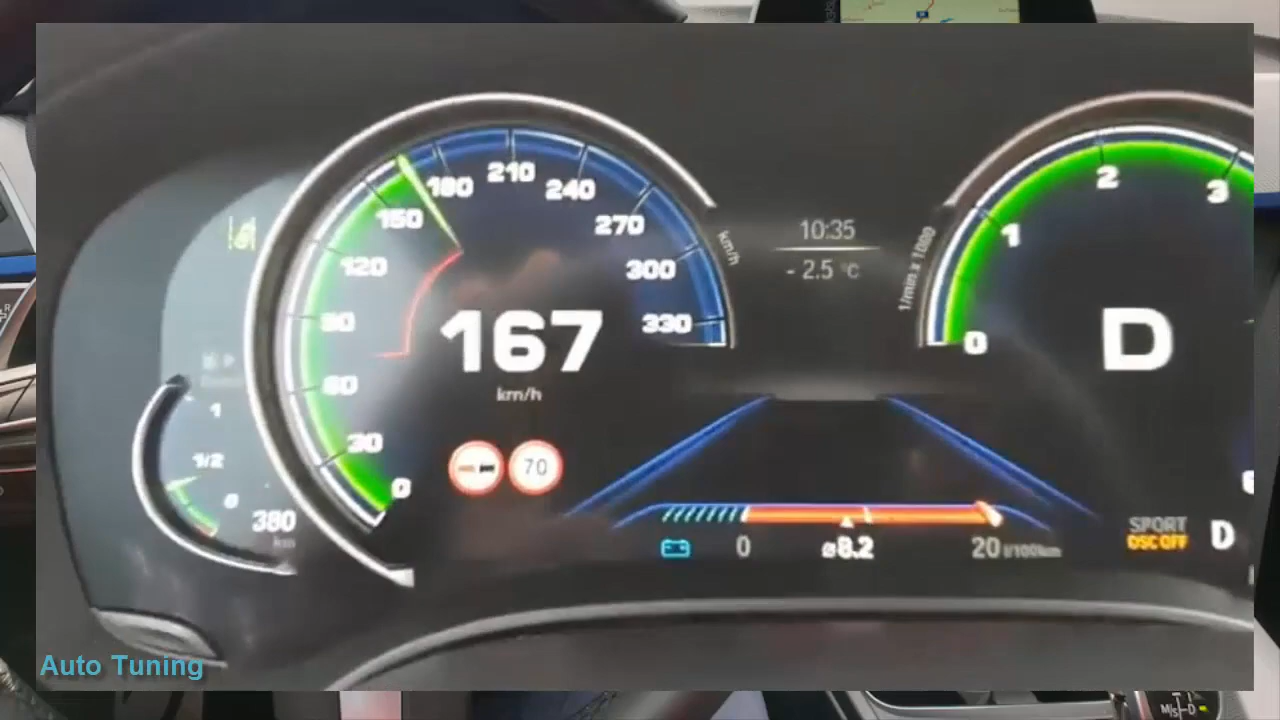 180
210
240
150
270
120
300
90
330
60
30
0
km/h
167
km/h
70
1
1/2
0
380
km
10:35
- 2.5 °C
1/min x 1000
0
1
2
3
D
0
ø8.2
20 l/100km
SPORT
DSC OFF
D
Auto Tuning
M/S
D